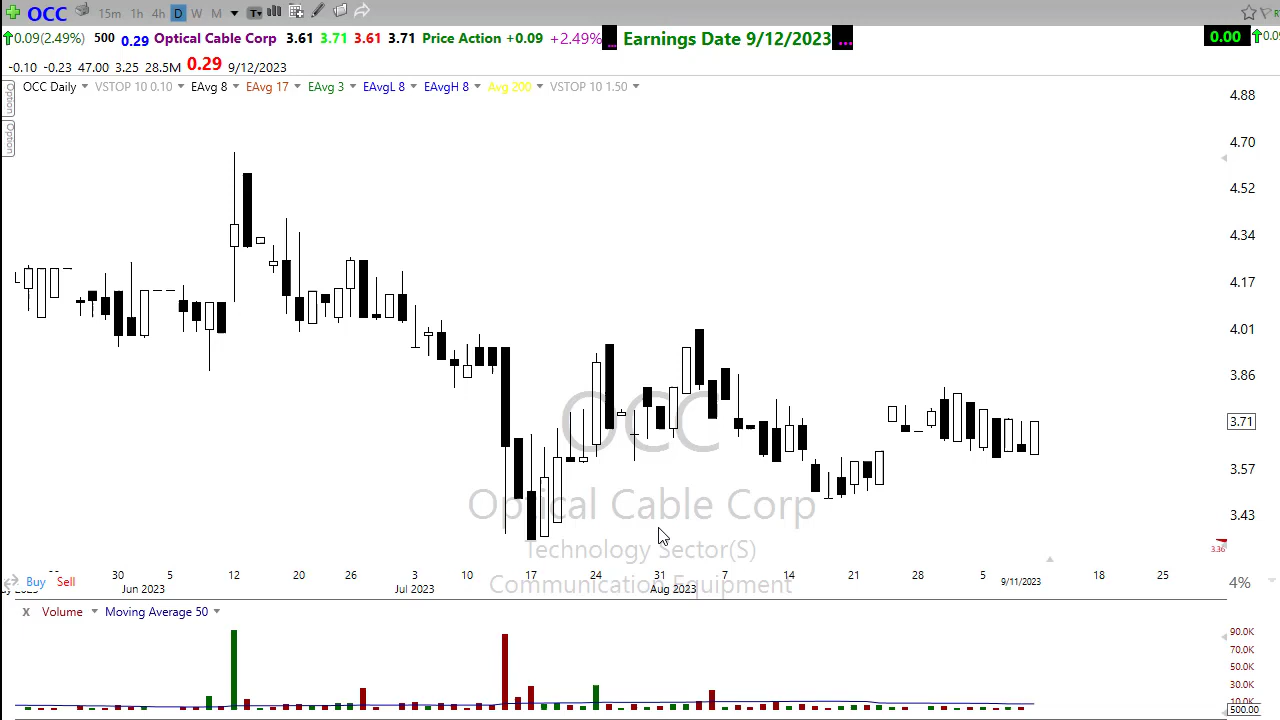 OCC 15m 1h 4h D W M T
0.09(2.49%) 500 0.29 Optical Cable Corp 3.61 3.71 3.61 3.71 Price Action +0.09 +2.49% ... Earnings Date 9/12/2023 ... 0.00
-0.10 -0.23 47.00 3.25 28.5M 0.29 9/12/2023
OCC Daily VSTOP 10 0.10 EAvg 8 EAvg 17 EAvg 3 EAvgL 8 EAvgH 8 Avg 200 VSTOP 10 1.50
Option
Option
4.88
4.70
4.52
4.34
4.17
4.01
3.86
3.71
3.57
3.43
3.36
OCC
Optical Cable Corp
Technology Sector(S)
Communication Equipment
30 5 12 20 26 3 10 17 24 31 7 14 21 28 5 9/11/2023 18 25
Buy Sell 4%
Jun 2023 Jul 2023 Aug 2023
X Volume Moving Average 50
90.0K
70.0K
50.0K
30.0K
10.0K
500.00